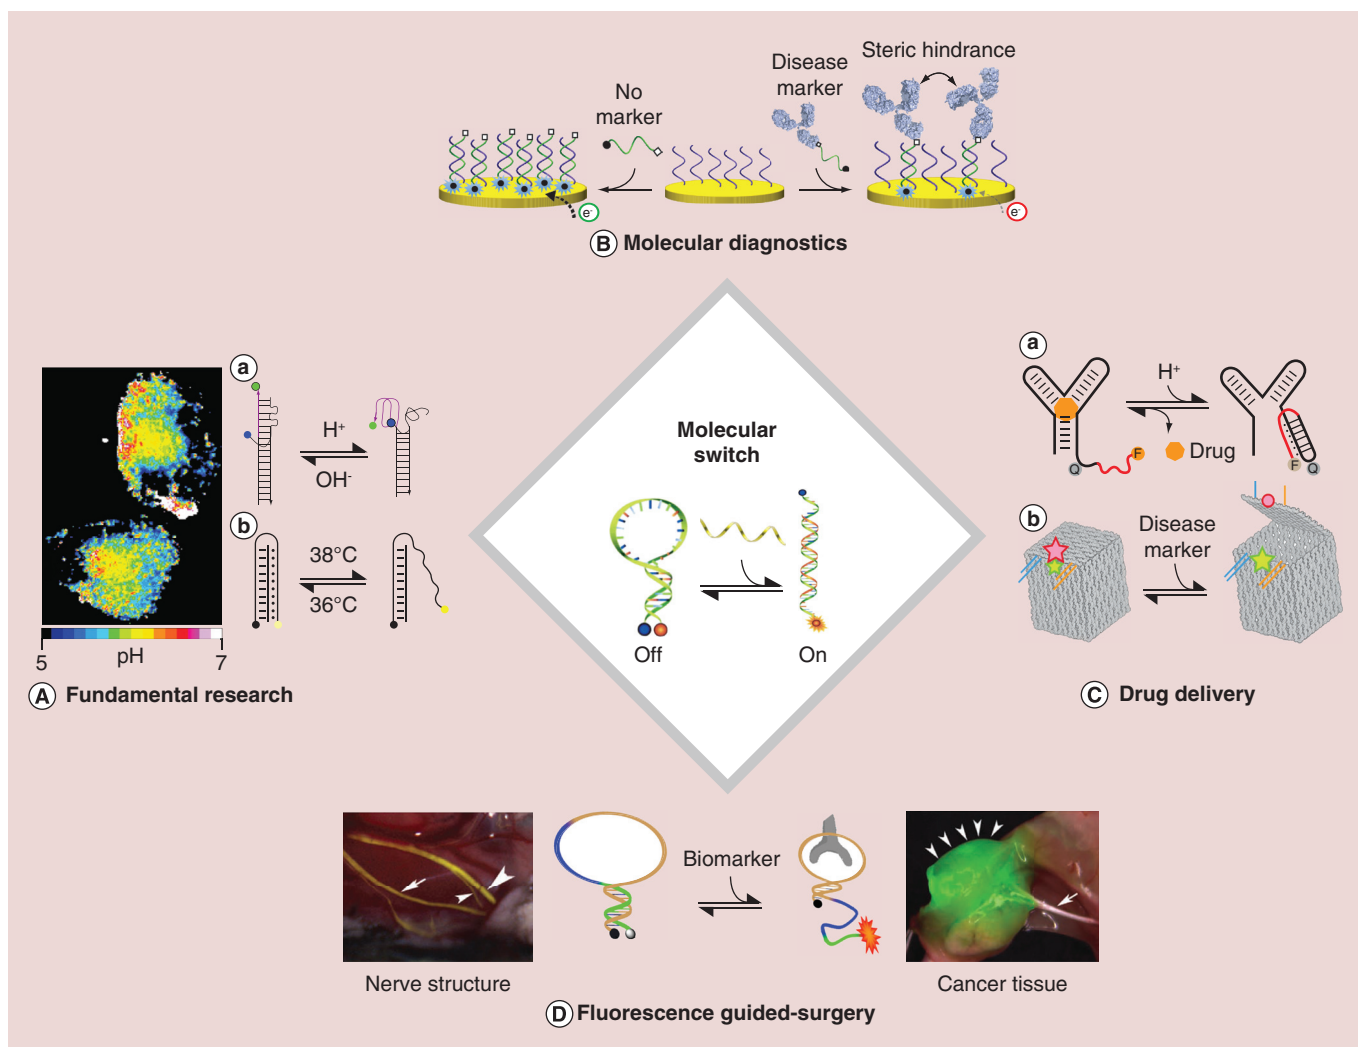 Steric hindrance
Disease
marker
No
marker
e-
e-
B Molecular diagnostics
a
H+
OH-
b
38°C
36°C
5
pH
7
A Fundamental research
Molecular
switch
Off
On
a
H+
Drug
Q
F
F
Q
b
Disease
marker
C Drug delivery
Biomarker
Nerve structure
Cancer tissue
D Fluorescence guided-surgery